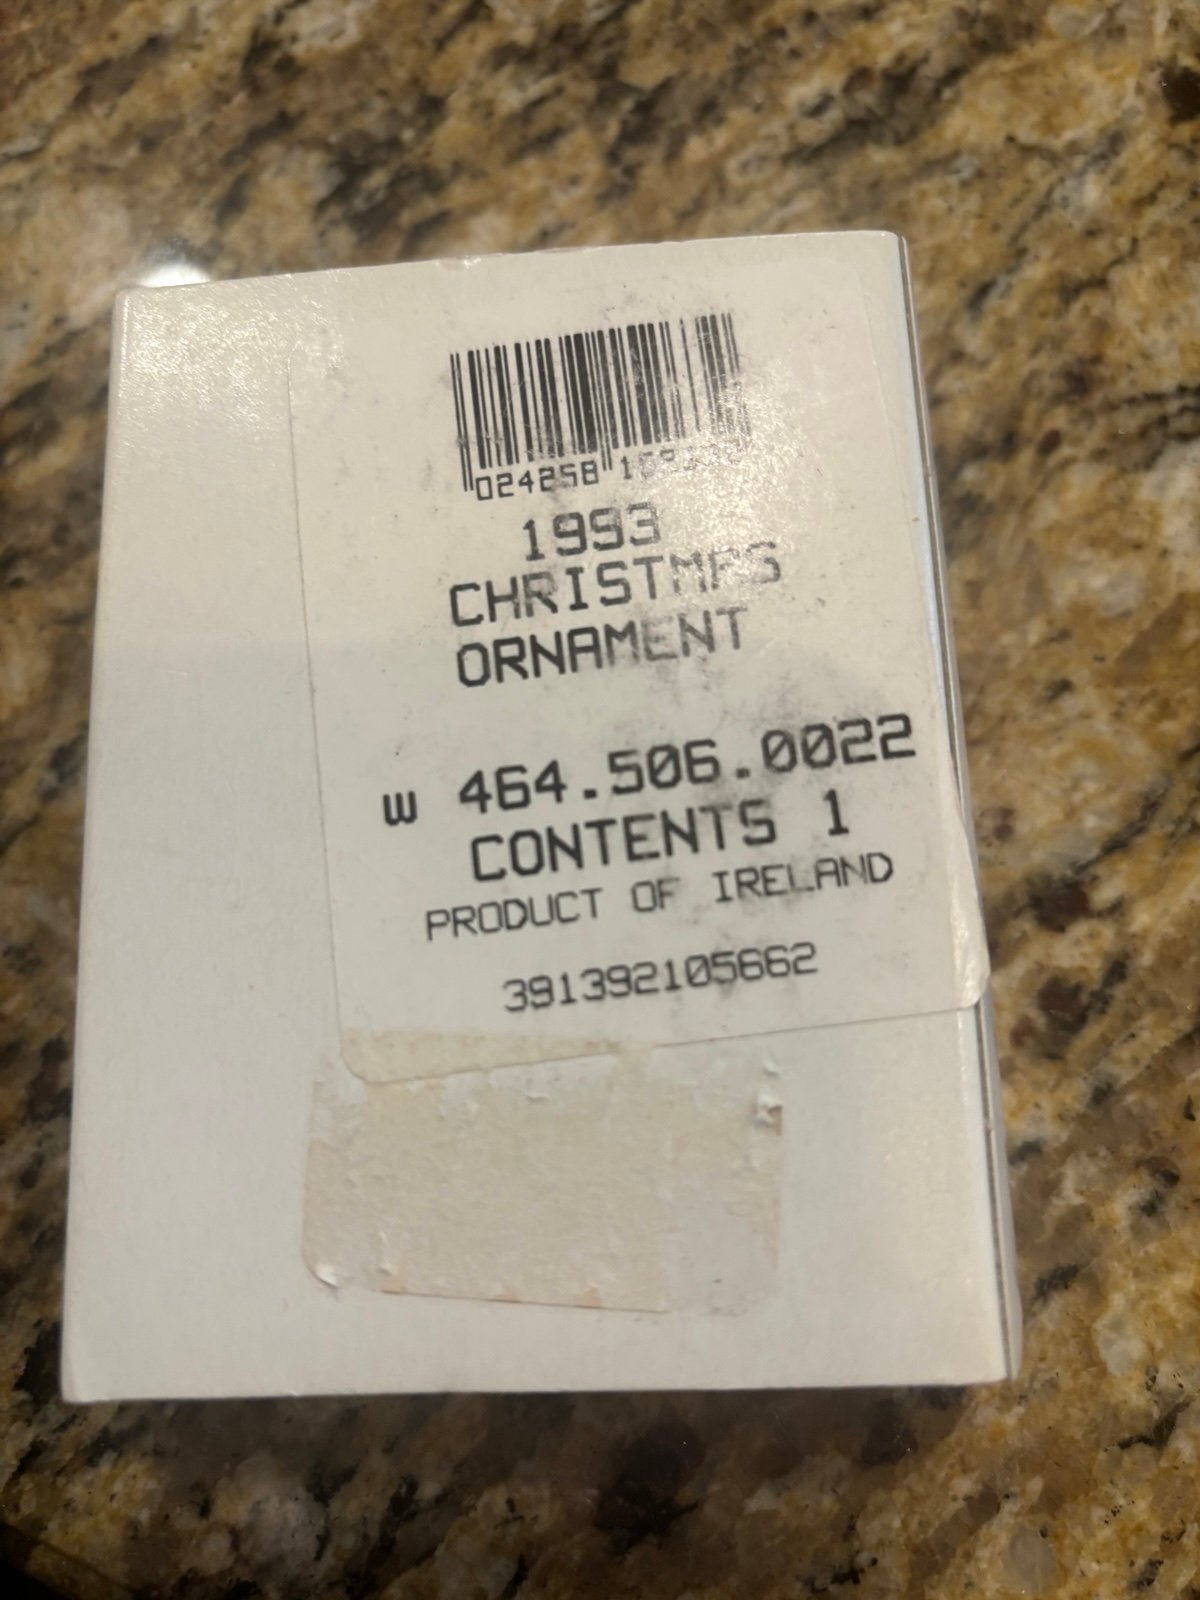 024258
1993
CHRISTMAS
ORNAMENT
W 464.506.0022
CONTENTS 1
PRODUCT OF IRELAND
391392105662